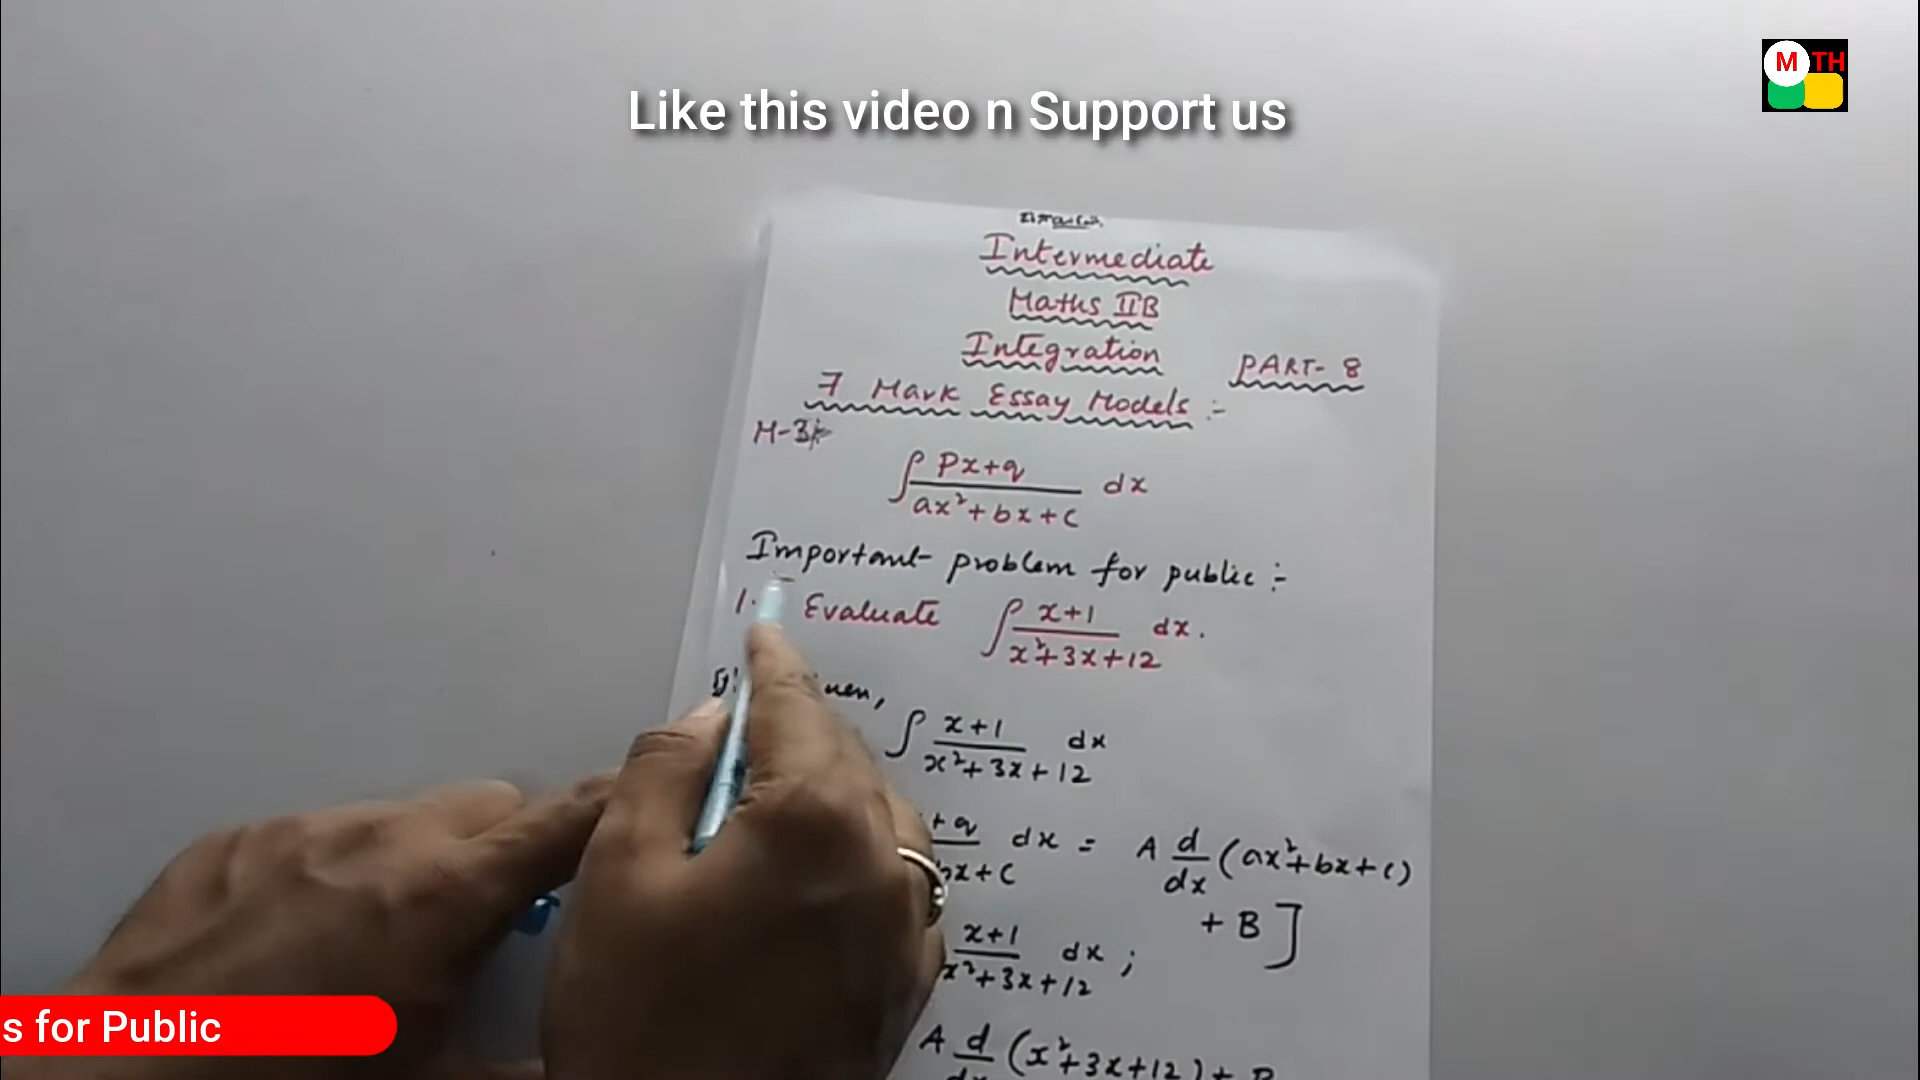 M TH
Like this video n Support us
Intermediate
Maths IIB
Integration PART- 8
7 Mark Essay Models :-
M-3
∫ Px+q / ax²+bx+c dx
Important problem for public :-
1. Evaluate ∫ x+1 / x²+3x+12 dx.
∫ x+1 / x²+3x+12 dx
+q / bx+c dx = A d/dx (ax²+bx+c)
+ B ]
x+1 / x²+3x+12 dx ;
A d/dx (x²+3x+12) +
s for Public